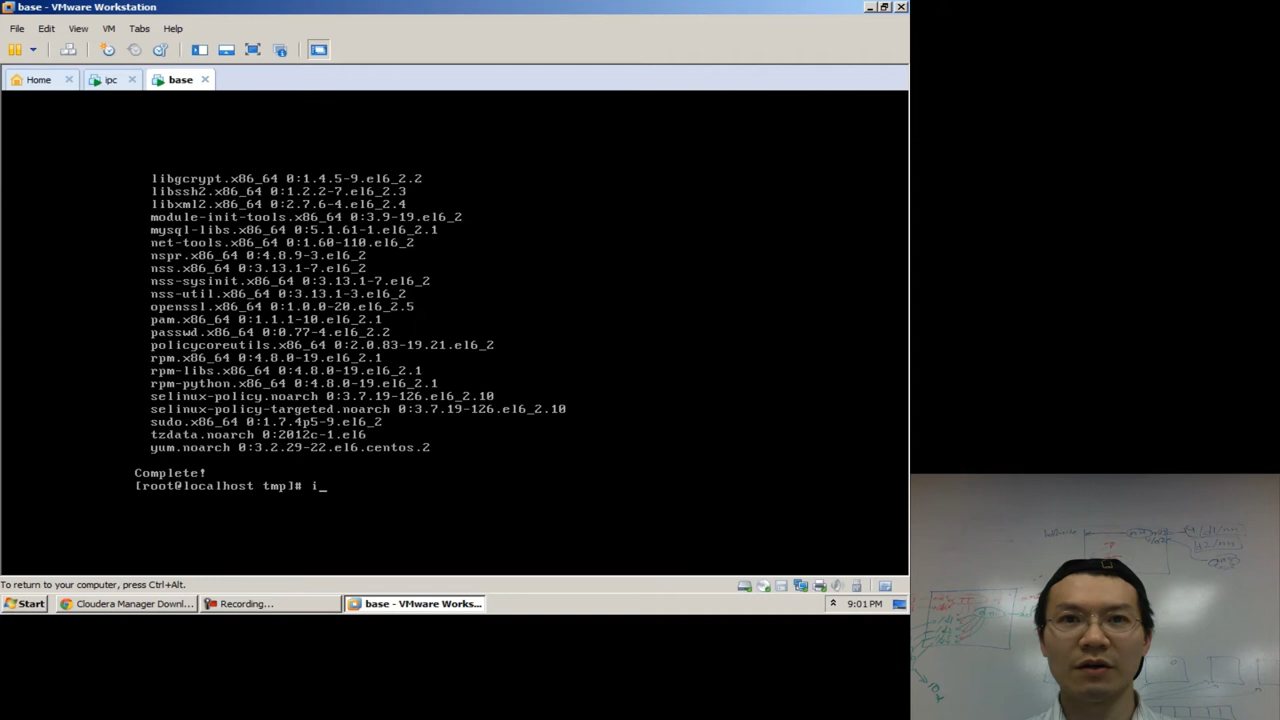 base - VMware Workstation
File Edit View VM Tabs Help
Home ipc base
libgcrypt.x86_64 0:1.4.5-9.el6_2.2
libssh2.x86_64 0:1.2.2-7.el6_2.3
libxml2.x86_64 0:2.7.6-4.el6_2.4
module-init-tools.x86_64 0:3.9-19.el6_2
mysql-libs.x86_64 0:5.1.61-1.el6_2.1
net-tools.x86_64 0:1.60-110.el6_2
nspr.x86_64 0:4.8.9-3.el6_2
nss.x86_64 0:3.13.1-7.el6_2
nss-sysinit.x86_64 0:3.13.1-7.el6_2
nss-util.x86_64 0:3.13.1-3.el6_2
openssl.x86_64 0:1.0.0-20.el6_2.5
pam.x86_64 0:1.1.1-10.el6_2.1
passwd.x86_64 0:0.77-4.el6_2.2
policycoreutils.x86_64 0:2.0.83-19.21.el6_2
rpm.x86_64 0:4.8.0-19.el6_2.1
rpm-libs.x86_64 0:4.8.0-19.el6_2.1
rpm-python.x86_64 0:4.8.0-19.el6_2.1
selinux-policy.noarch 0:3.7.19-126.el6_2.10
selinux-policy-targeted.noarch 0:3.7.19-126.el6_2.10
sudo.x86_64 0:1.7.4p5-9.el6_2
tzdata.noarch 0:2012c-1.el6
yum.noarch 0:3.2.29-22.el6.centos.2
Complete!
[root@localhost tmp]# i_
To return to your computer, press Ctrl+Alt.
Start Cloudera Manager Downl... Recording... base - VMware Works... 9:01 PM